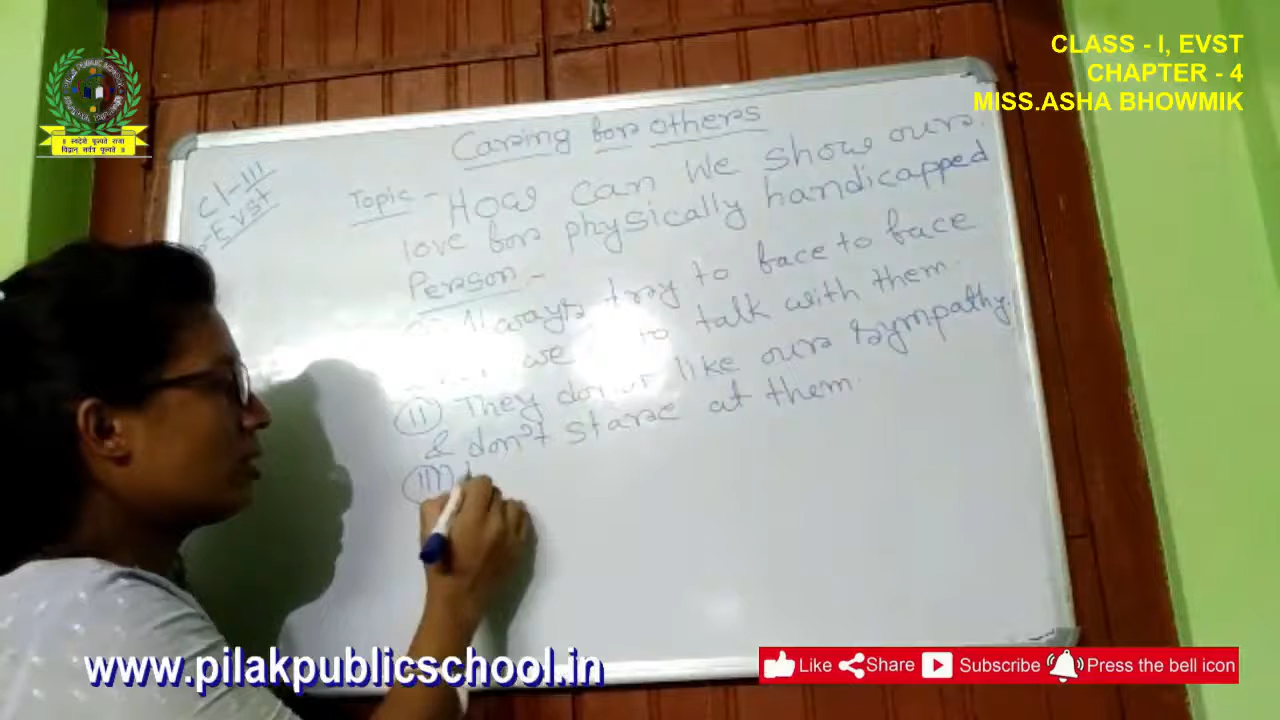 CLASS - I, EVST
CHAPTER - 4
MISS.ASHA BHOWMIK
Caring for others
Cl-III
EVST
Topic - How can We show our
love for physically handicapped
Person -
Always try to face to face
we to talk with them.
(II) They do like our sympathy.
& don't stare at them.
(III)
www.pilakpublicschool.in
Like Share Subscribe Press the bell icon